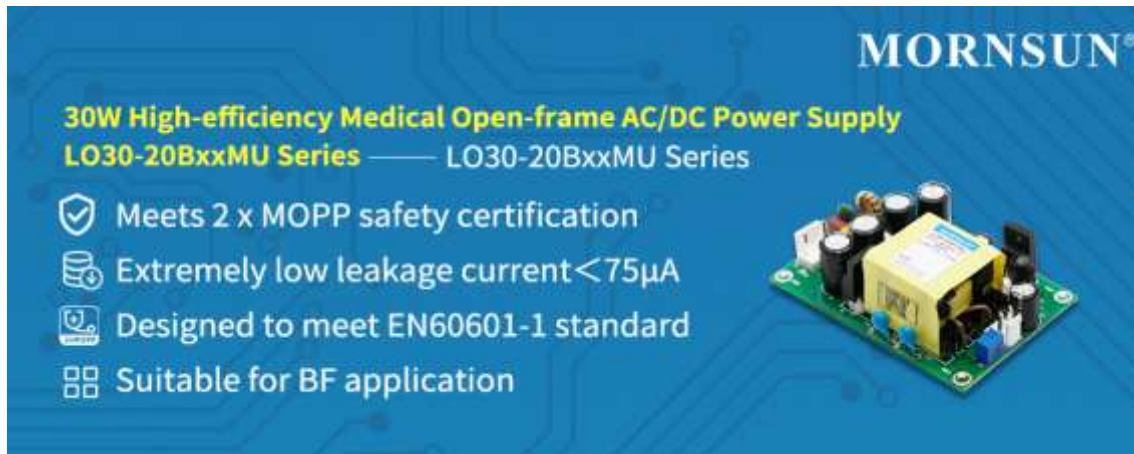 MORNSUN®
30W High-efficiency Medical Open-frame AC/DC Power Supply
LO30-20BxxMU Series —— LO30-20BxxMU Series
Meets 2 x MOPP safety certification
Extremely low leakage current＜75μA
Designed to meet EN60601-1 standard
Suitable for BF application